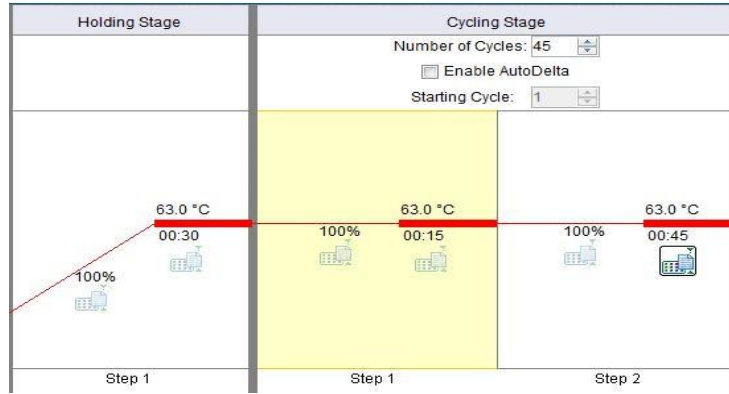 Holding Stage
Cycling Stage
Number of Cycles: 45
Enable AutoDelta
Starting Cycle: 1
63.0 °C
00:30
100%
63.0 °C
100%
00:15
63.0 °C
100%
00:45
Step 1
Step 1
Step 2